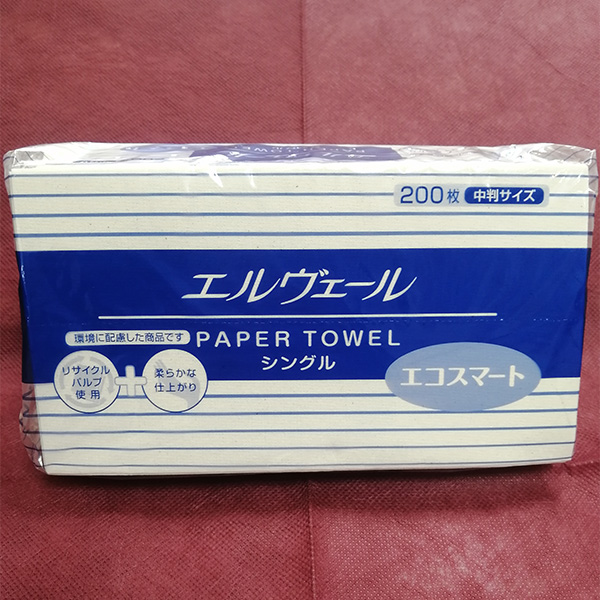 200枚 中判サイズ
エルヴェール
PAPER TOWEL
シングル
環境に配慮した商品です
リサイクル
パルプ
使用
柔らかな
仕上がり
エコスマート